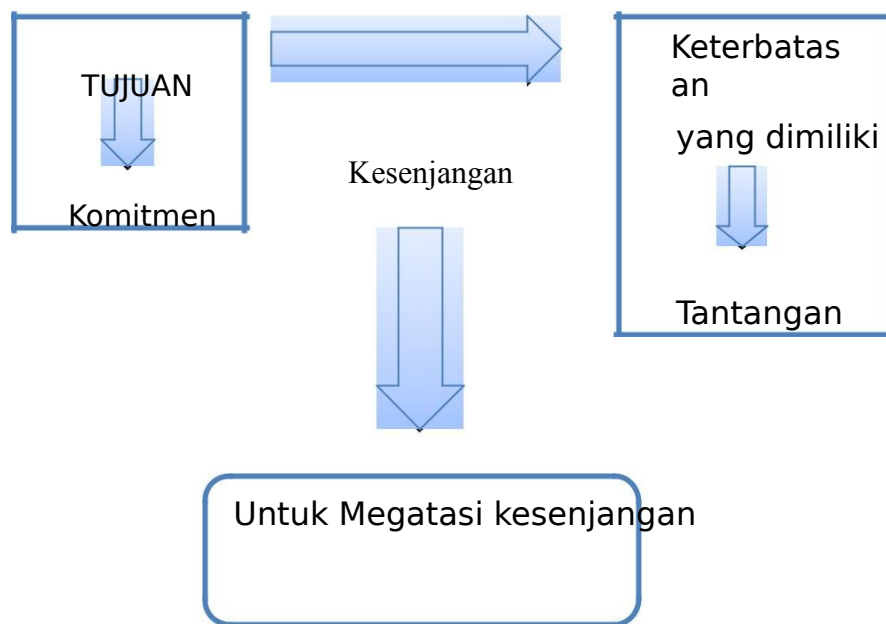 TUJUAN
Komitmen
Kesenjangan
Keterbatas
an
yang dimiliki
Tantangan
Untuk Megatasi kesenjangan